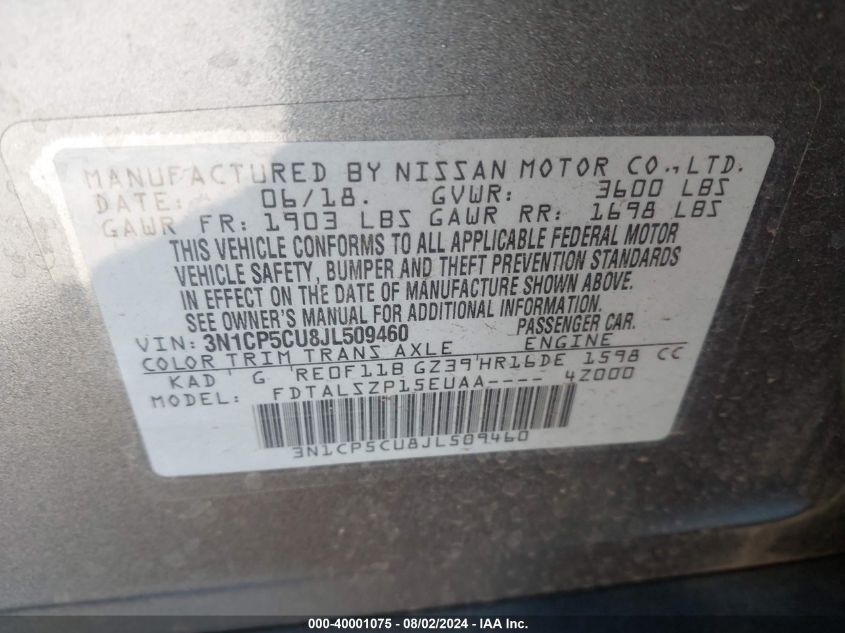 MANUFACTURED BY NISSAN MOTOR CO.,LTD.
DATE: 06/18. GVWR: 3600 LBS
GAWR FR: 1903 LBS GAWR RR: 1698 LBS
THIS VEHICLE CONFORMS TO ALL APPLICABLE FEDERAL MOTOR
VEHICLE SAFETY, BUMPER AND THEFT PREVENTION STANDARDS
IN EFFECT ON THE DATE OF MANUFACTURE SHOWN ABOVE.
SEE OWNER'S MANUAL FOR ADDITIONAL INFORMATION.
VIN: 3N1CP5CU8JL509460 PASSENGER CAR.
COLOR TRIM TRANS AXLE ENGINE
KAD G RE0F11B GZ39 HR16DE 1598 CC
MODEL: FDTALSZP15EUAA---- 4Z000
3N1CP5CU8JL509460
000-40001075 - 08/02/2024 - IAA Inc.